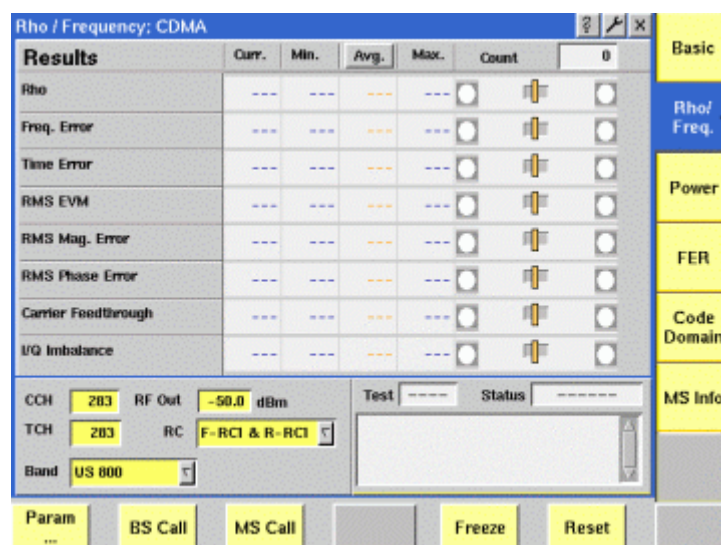 Rho / Frequency: CDMA ?
Results Curr. Min. Avg. Max. Count 0
Rho --- --- --- ---
Freq. Error --- --- --- ---
Time Error --- --- --- ---
RMS EVM --- --- --- ---
RMS Mag. Error --- --- --- ---
RMS Phase Error --- --- --- ---
Carrier Feedthrough --- --- --- ---
I/Q Imbalance --- --- --- ---
CCH 283 RF Out -50.0 dBm
TCH 283 RC F-RC1 & R-RC1
Band US 800
Test ---- Status ------
Basic
Rho/
Freq.
Power
FER
Code
Domain
MS Info
Param
...
BS Call
MS Call
Freeze
Reset